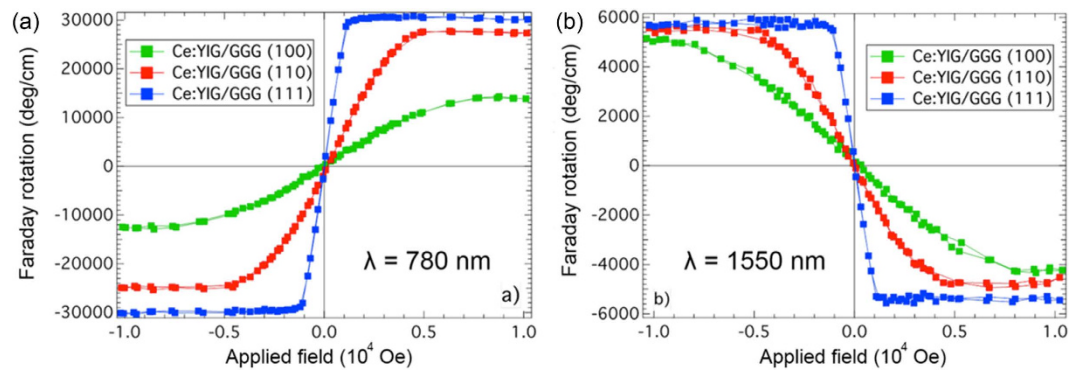 (a)
Faraday rotation (deg/cm)
30000
20000
10000
0
-10000
-20000
-30000
Ce:YIG/GGG (100)
Ce:YIG/GGG (110)
Ce:YIG/GGG (111)
λ = 780 nm
a)
-1.0 -0.5 0.0 0.5 1.0
Applied field (10⁴ Oe)
(b)
Faraday rotation (deg/cm)
6000
4000
2000
0
-2000
-4000
-6000
Ce:YIG/GGG (100)
Ce:YIG/GGG (110)
Ce:YIG/GGG (111)
λ = 1550 nm
b)
-1.0 -0.5 0.0 0.5 1.0
Applied field (10⁴ Oe)